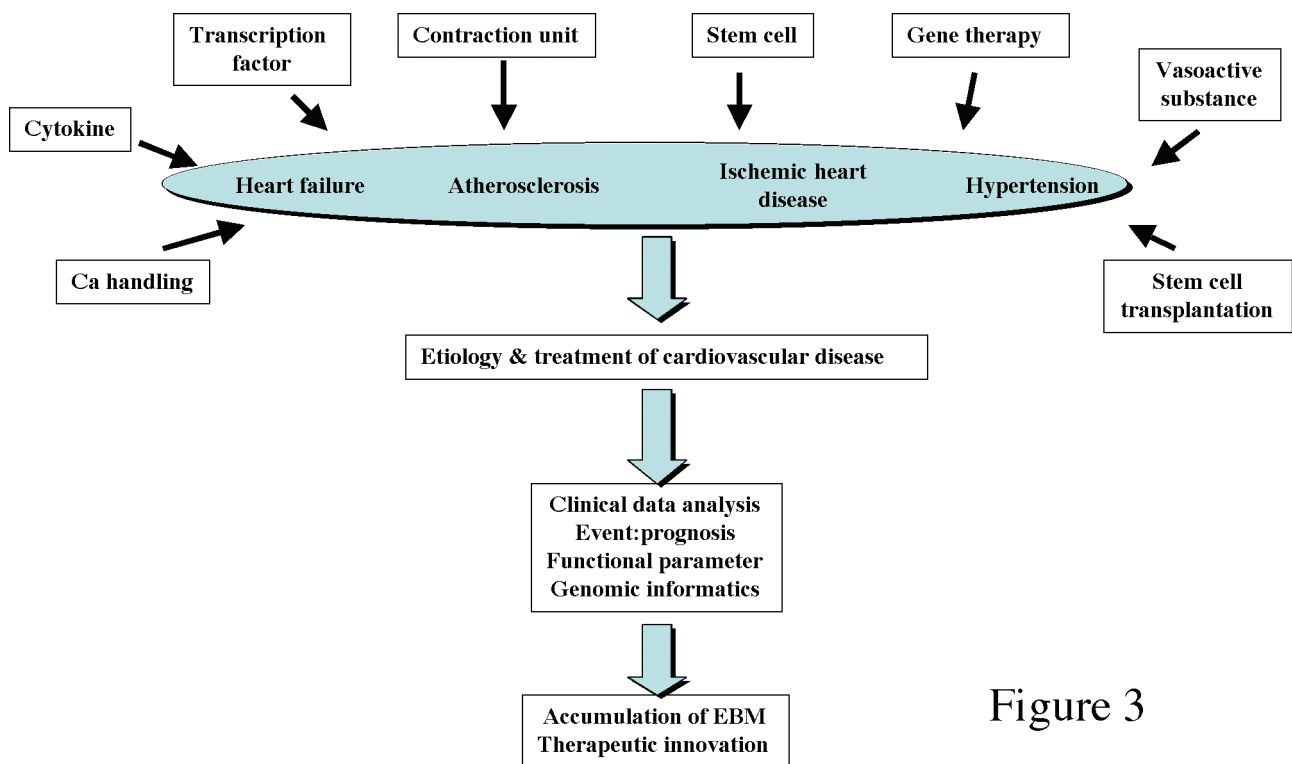 Transcription
factor
Contraction unit
Stem cell
Gene therapy
Vasoactive
substance
Cytokine
Heart failure
Atherosclerosis
Ischemic heart
disease
Hypertension
Ca handling
Stem cell
transplantation
Etiology & treatment of cardiovascular disease
Clinical data analysis
Event:prognosis
Functional parameter
Genomic informatics
Accumulation of EBM
Therapeutic innovation
Figure 3